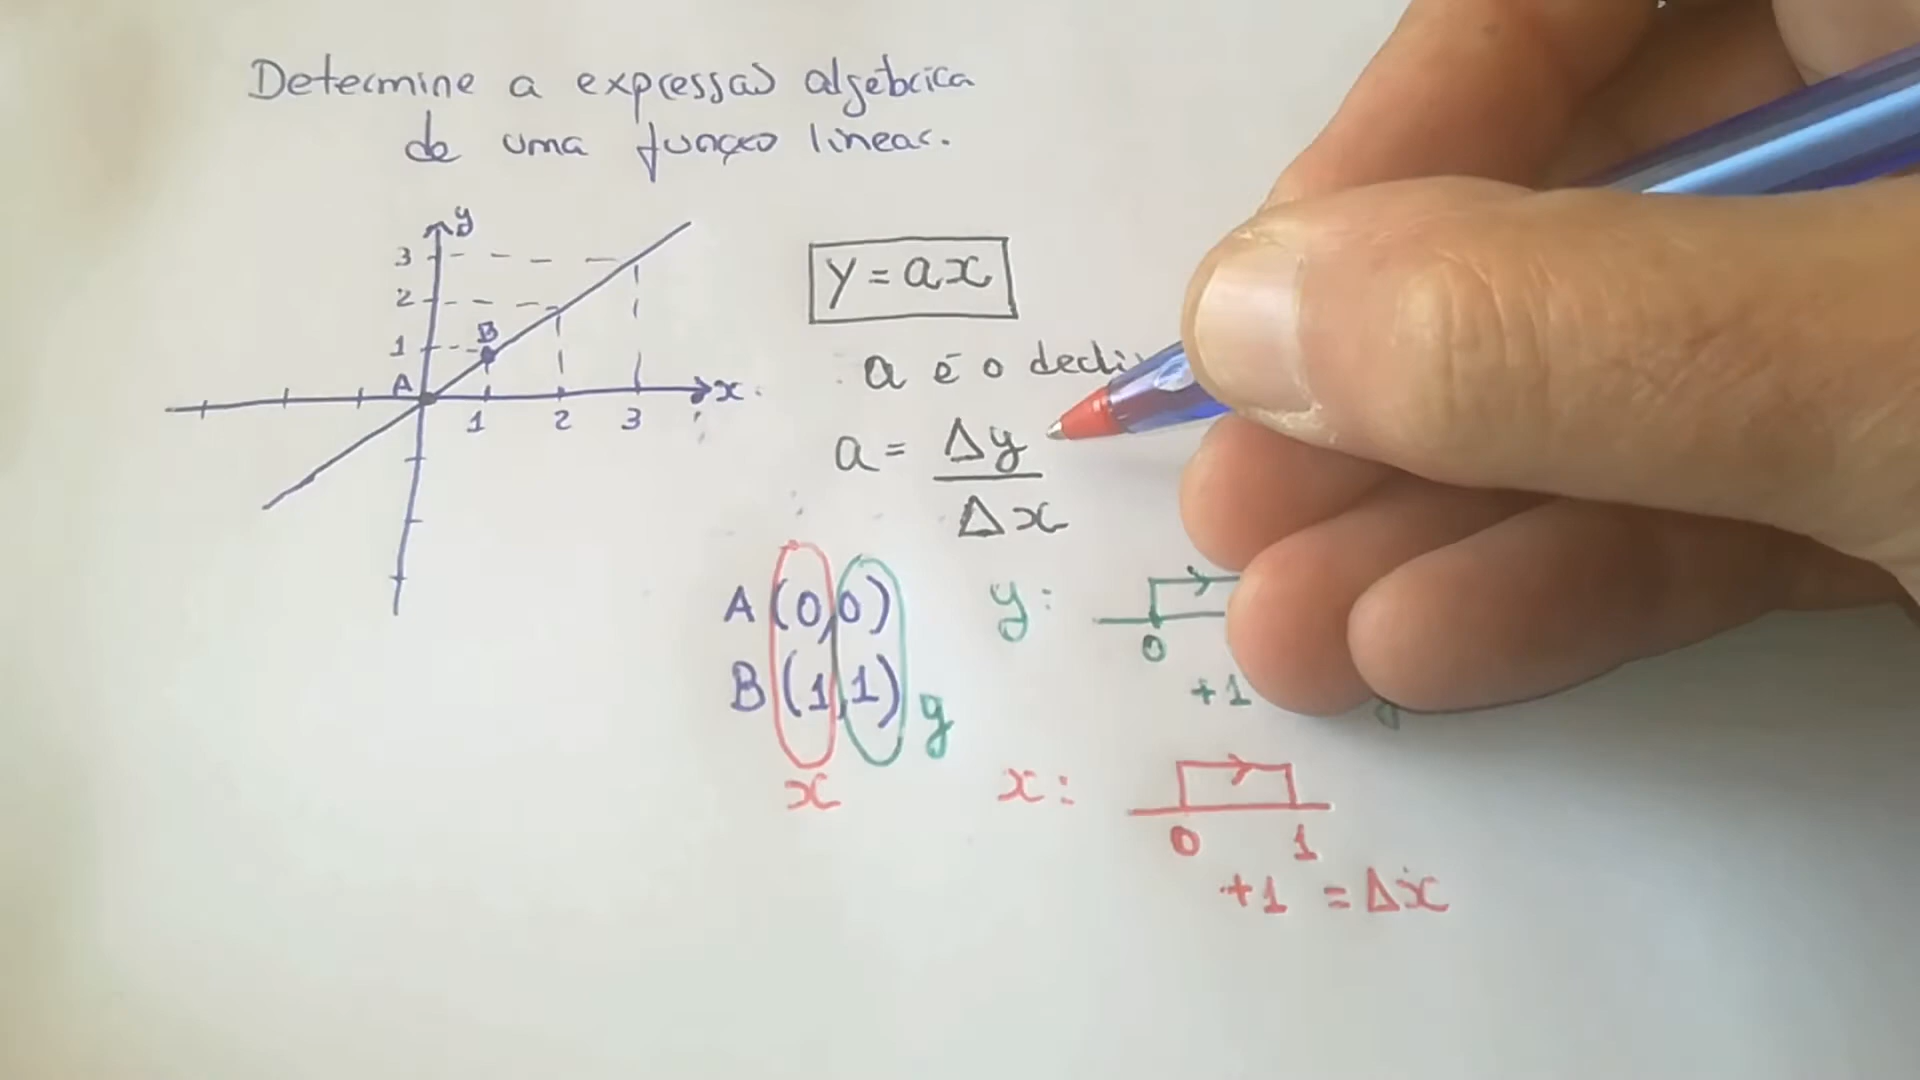 Determine a expressão algébrica
de uma função linear.
y
3
2
1
B
A
x
1 2 3
y = ax
a é o decli
a = Δy
Δx
A (0,0)
B (1,1)
y
x
y:
0
+1
x:
0 1
+1 = Δx